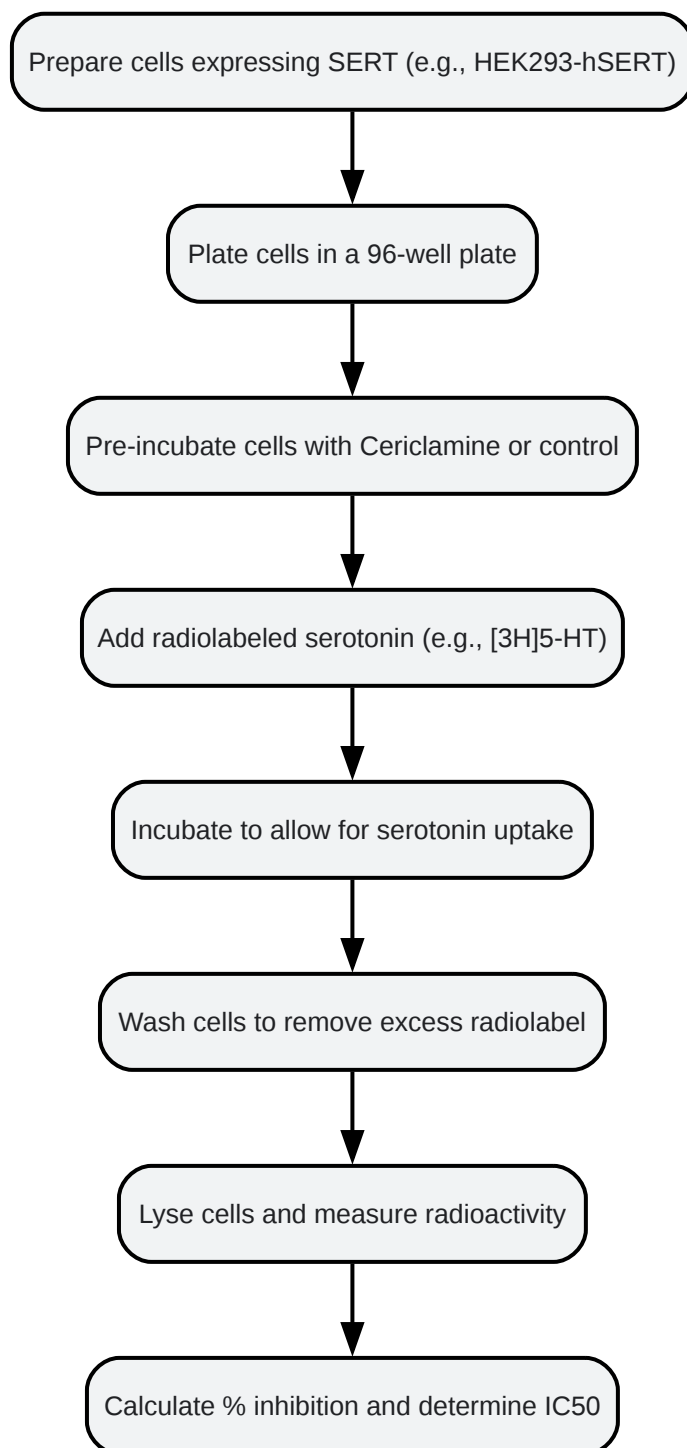 Prepare cells expressing SERT (e.g., HEK293-hSERT)
Plate cells in a 96-well plate
Pre-incubate cells with Cericlamine or control
Add radiolabeled serotonin (e.g., [3H]5-HT)
Incubate to allow for serotonin uptake
Wash cells to remove excess radiolabel
Lyse cells and measure radioactivity
Calculate % inhibition and determine IC50